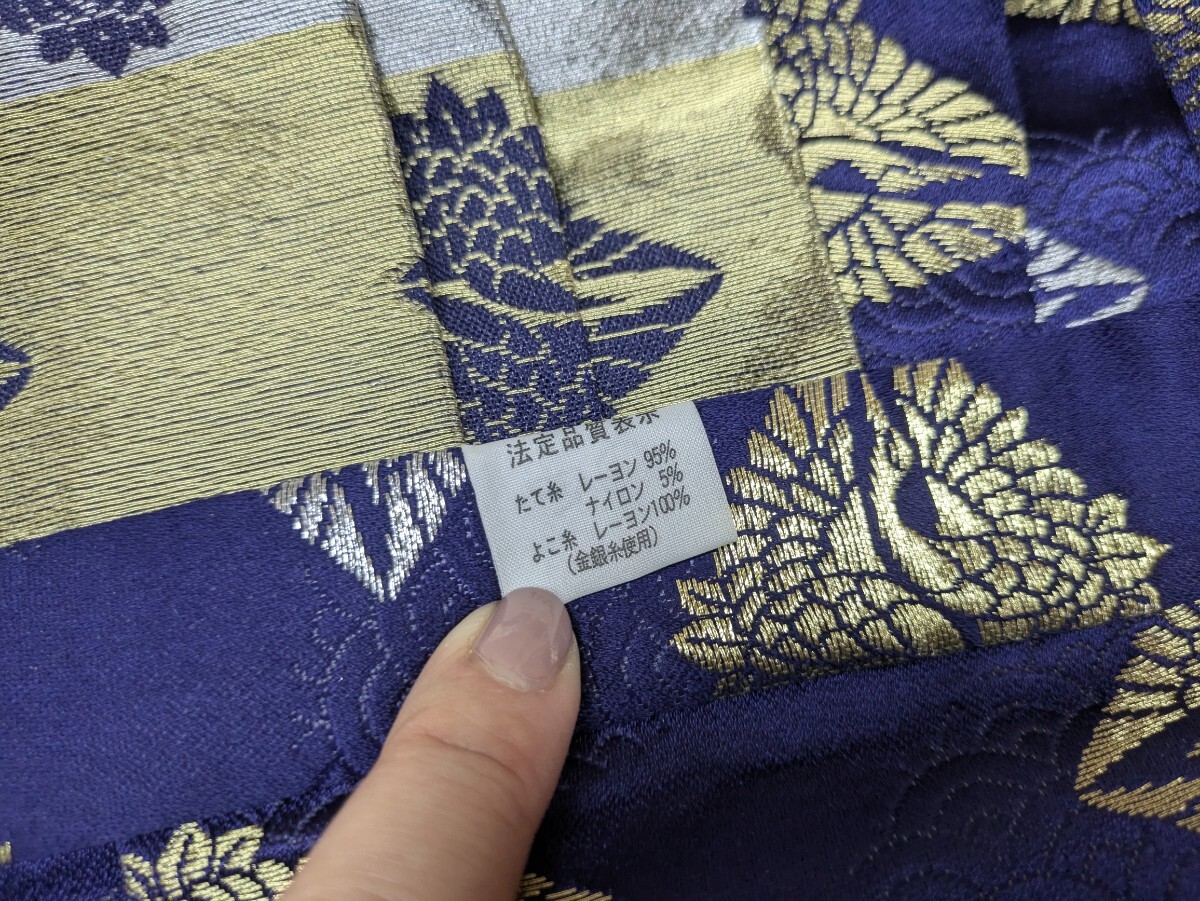 法定品質表示
たて糸 レーヨン 95%
ナイロン 5%
よこ糸 レーヨン100%
(金銀糸使用)